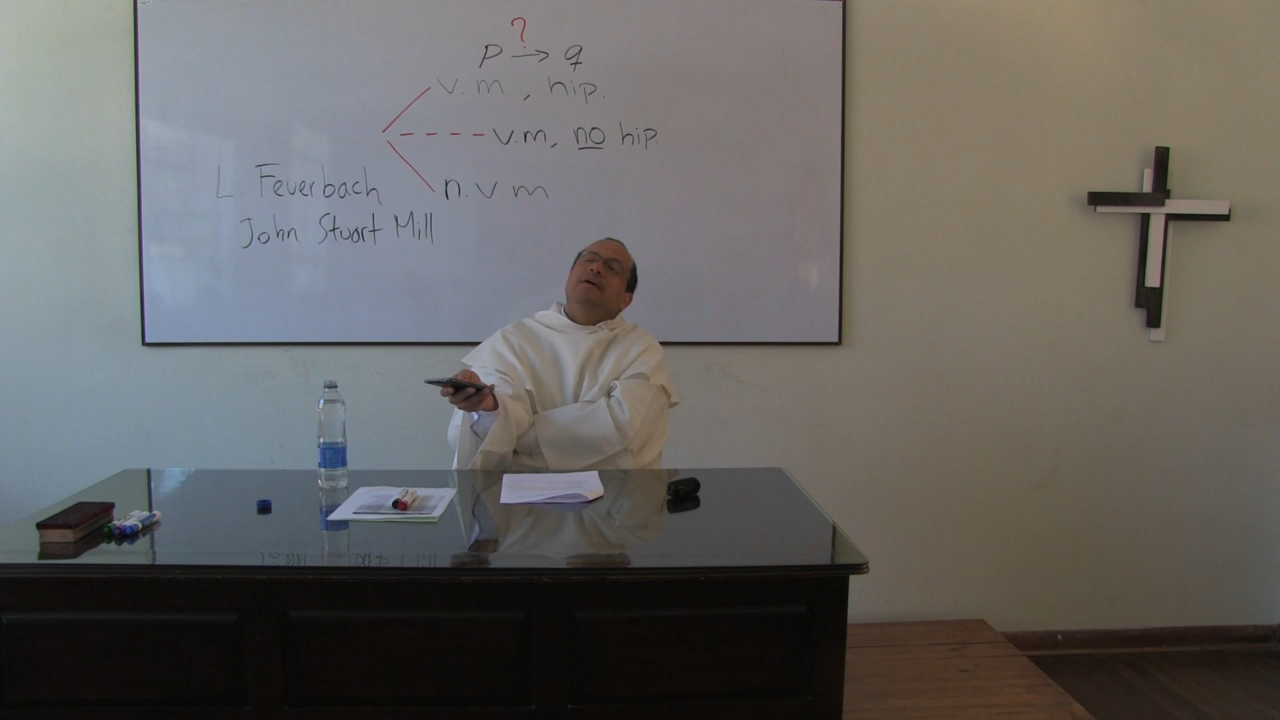 ?
p → q
v.m, hip.
v.m, no hip.
L. Feuerbach
n.v.m
John Stuart Mill